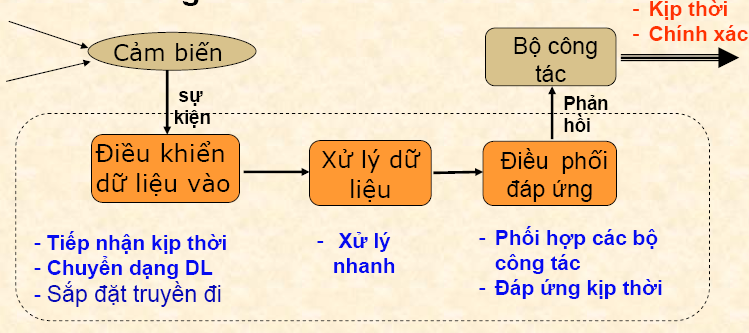 - Kịp thời
- Chính xác
Cảm biến
Bộ công
tác
sự
kiện
Phản
hồi
Điều khiển
dữ liệu vào
Xử lý dữ
liệu
Điều phối
đáp ứng
- Tiếp nhận kịp thời
- Chuyển dạng DL
- Sắp đặt truyền đi
- Xử lý
nhanh
- Phối hợp các bộ
công tác
- Đáp ứng kịp thời